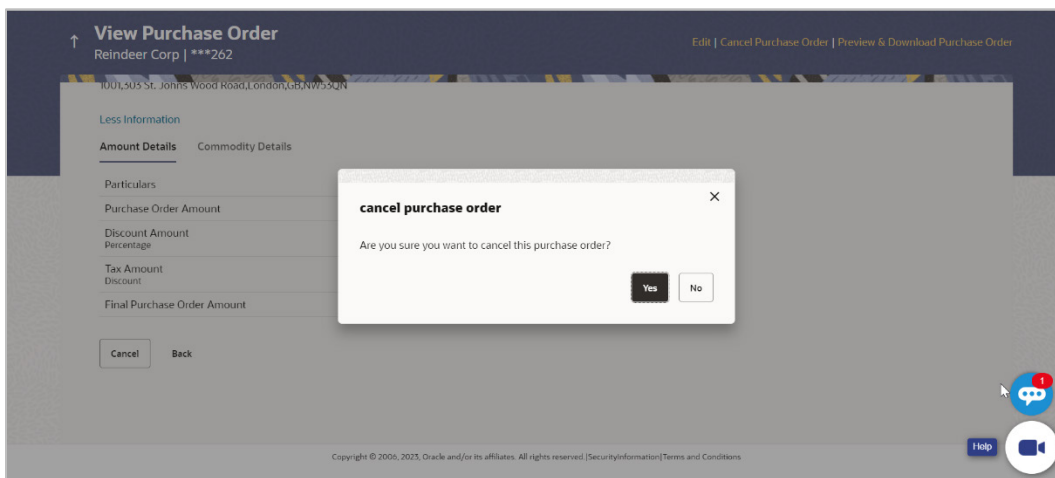 View Purchase Order
Reindeer Corp | ***262
Edit | Cancel Purchase Order | Preview & Download Purchase Order
1001,303 St. Johns Wood Road,London,GB,NW53QN
Less Information
Amount Details Commodity Details
Particulars
Purchase Order Amount
Discount Amount
Percentage
Tax Amount
Discount
Final Purchase Order Amount
cancel purchase order
Are you sure you want to cancel this purchase order?
Yes No
Cancel Back
1
Help
Copyright © 2006, 2023, Oracle and/or its affiliates. All rights reserved.|SecurityInformation|Terms and Conditions